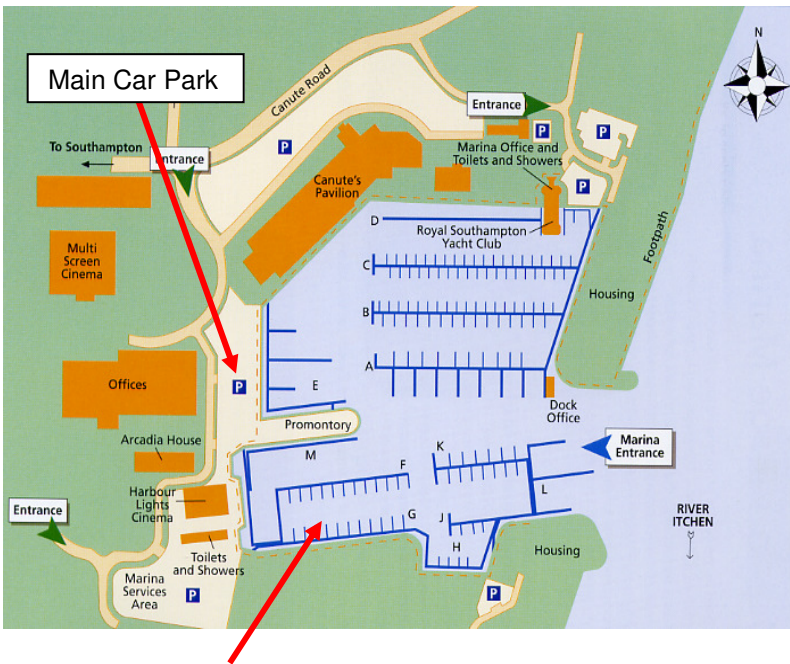 N
Main Car Park
Canute Road
Entrance
P
P
P
P
To Southampton
Entrance
Marina Office and
Toilets and Showers
Canute's
Pavilion
D
Royal Southampton
Yacht Club
Footpath
Multi
Screen
Cinema
C
Housing
B
A
Offices
P
E
Dock
Office
Promontory
Arcadia House
Marina
Entrance
M
K
F
Harbour
Lights
Cinema
L
Entrance
G
J
RIVER
ITCHEN
H
Housing
Toilets
and Showers
Marina
Services
Area
P
P